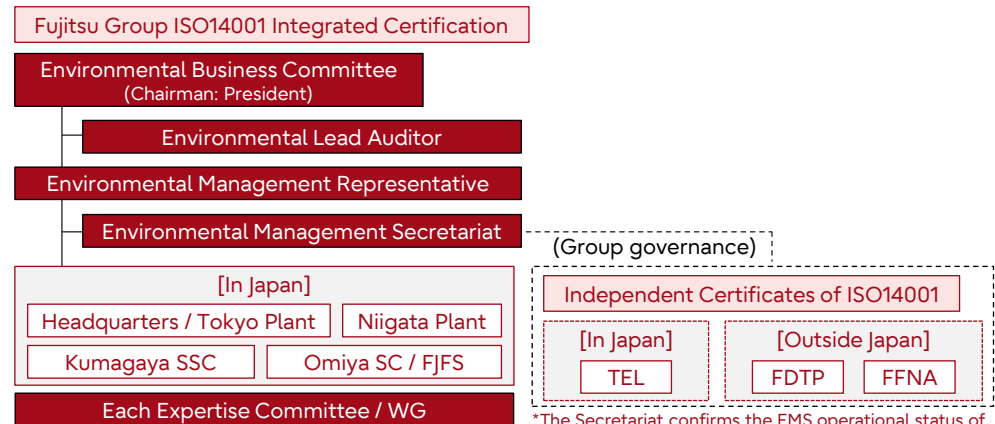 Fujitsu Group ISO14001 Integrated Certification
Environmental Business Committee
(Chairman: President)
Environmental Lead Auditor
Environmental Management Representative
Environmental Management Secretariat
(Group governance)
[In Japan]
Headquarters / Tokyo Plant
Niigata Plant
Kumagaya SSC
Omiya SC / FJFS
Each Expertise Committee / WG
Independent Certificates of ISO14001
[In Japan]
TEL
[Outside Japan]
FDTP
FFNA
*The Secretariat confirms the EMS operational status of